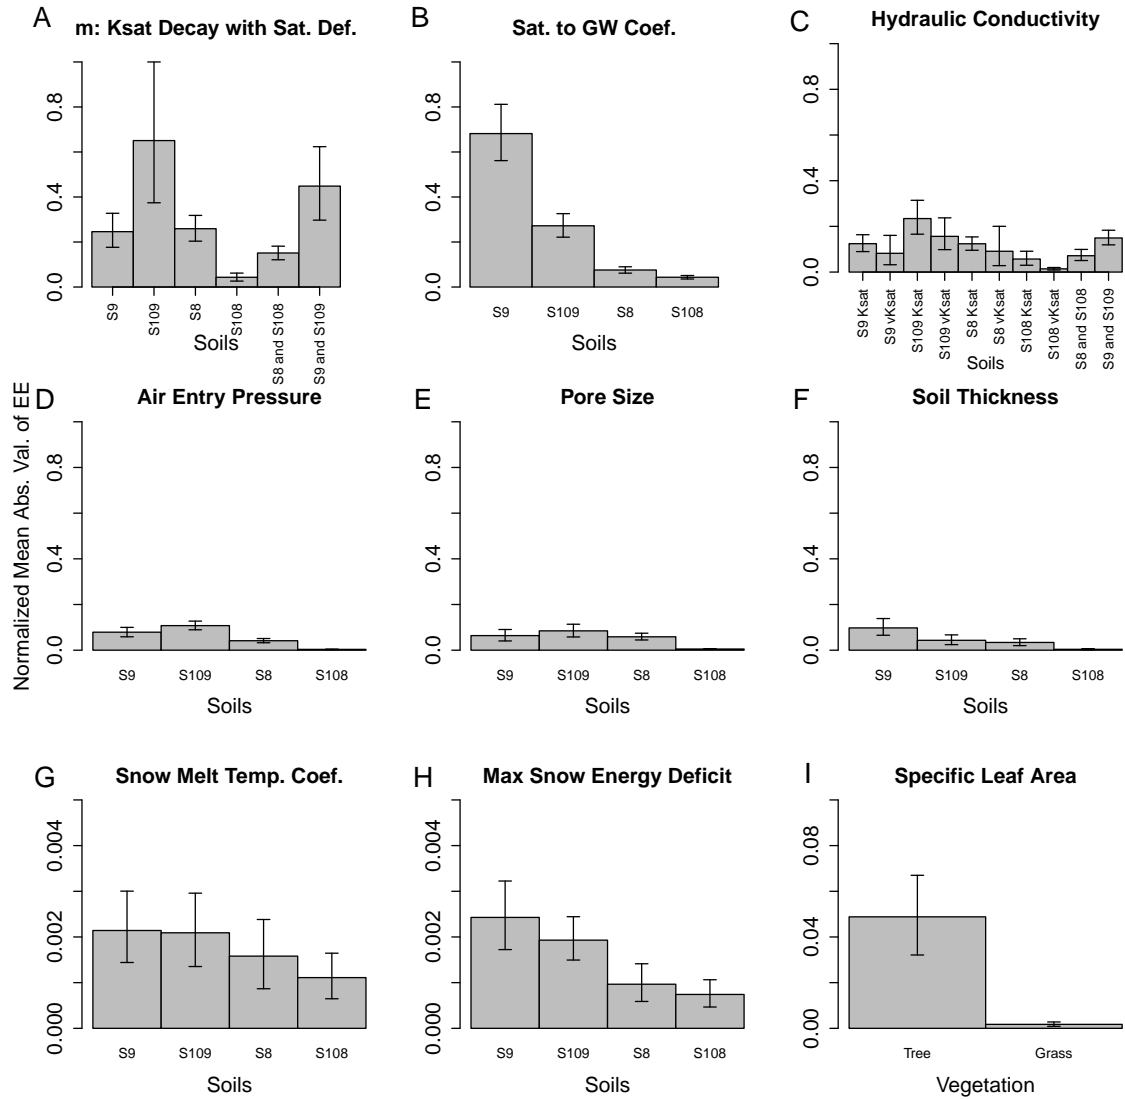 A
m: Ksat Decay with Sat. Def.
0.0
0.4
0.8
S9
S109
S8
S108
S8 and S108
S9 and S109
Soils
B
Sat. to GW Coef.
0.0
0.4
0.8
S9
S109
S8
S108
Soils
C
Hydraulic Conductivity
0.0
0.4
0.8
S9 Ksat
S9 vKsat
S109 Ksat
S109 vKsat
S8 Ksat
S8 vKsat
S108 Ksat
S108 vKsat
S8 and S108
S9 and S109
Soils
Normalized Mean Abs. Val. of EE
D
Air Entry Pressure
0.0
0.4
0.8
S9
S109
S8
S108
Soils
E
Pore Size
0.0
0.4
0.8
S9
S109
S8
S108
Soils
F
Soil Thickness
0.0
0.4
0.8
S9
S109
S8
S108
Soils
G
Snow Melt Temp. Coef.
0.000
0.002
0.004
S9
S109
S8
S108
Soils
H
Max Snow Energy Deficit
0.000
0.002
0.004
S9
S109
S8
S108
Soils
I
Specific Leaf Area
0.00
0.04
0.08
Tree
Grass
Vegetation